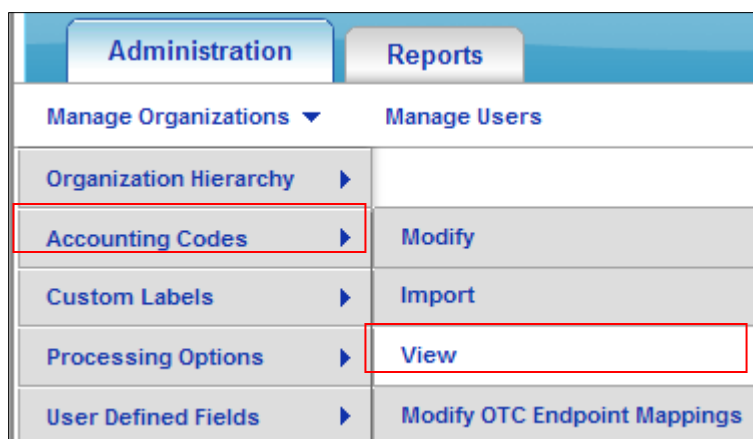 Administration Reports
Manage Organizations Manage Users
Organization Hierarchy
Accounting Codes Modify
Custom Labels Import
Processing Options View
User Defined Fields Modify OTC Endpoint Mappings